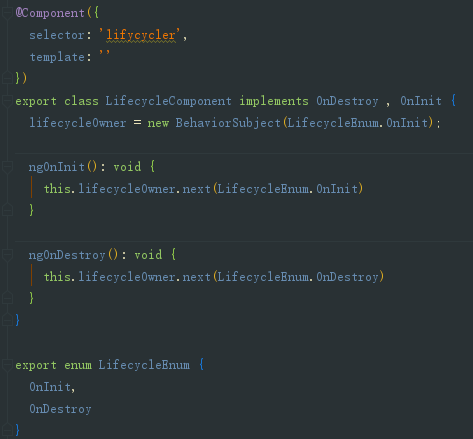 @Component({
  selector: 'lifycycler',
  template: ''
})
export class LifecycleComponent implements OnDestroy , OnInit {
  lifecycleOwner = new BehaviorSubject(LifecycleEnum.OnInit);
  ngOnInit(): void {
    this.lifecycleOwner.next(LifecycleEnum.OnInit)
  }
  ngOnDestroy(): void {
    this.lifecycleOwner.next(LifecycleEnum.OnDestroy)
  }
}
export enum LifecycleEnum {
  OnInit,
  OnDestroy
}